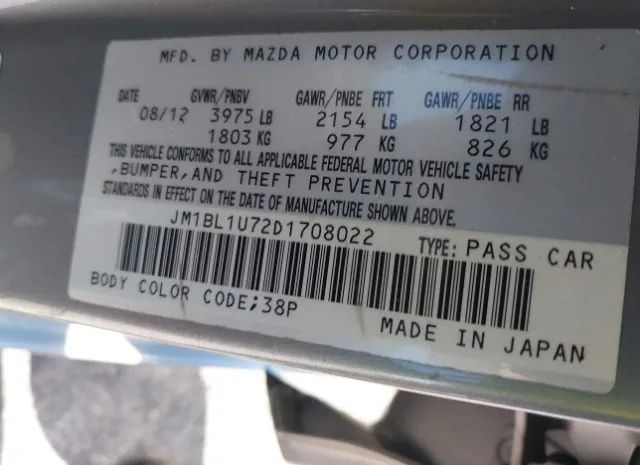 MFD. BY MAZDA MOTOR CORPORATION
DATE GVWR/PNBV GAWR/PNBE FRT GAWR/PNBE RR
08/12 3975 LB 2154 LB 1821 LB
1803 KG 977 KG 826 KG
THIS VEHICLE CONFORMS TO ALL APPLICABLE FEDERAL MOTOR VEHICLE SAFETY
,BUMPER,AND THEFT PREVENTION
STANDARDS IN EFFECT ON THE DATE OF MANUFACTURE SHOWN ABOVE.
JM1BL1U72D1708022 TYPE: PASS CAR
BODY COLOR CODE;38P
MADE IN JAPAN